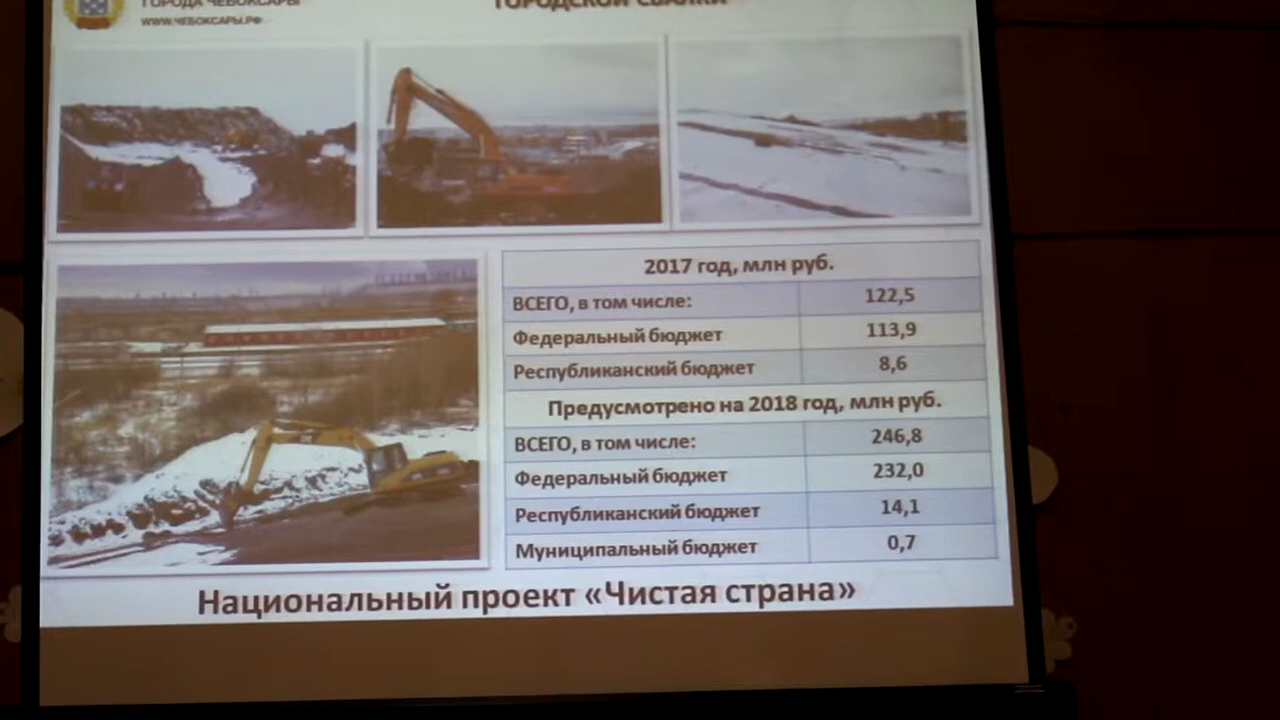 ГОРОДА ЧЕБОКСАРЫ
WWW.ЧЕБОКСАРЫ.РФ
ГОРОДСКОЙ СВАЛКИ
2017 год, млн руб.
ВСЕГО, в том числе: 122,5
Федеральный бюджет 113,9
Республиканский бюджет 8,6
Предусмотрено на 2018 год, млн руб.
ВСЕГО, в том числе: 246,8
Федеральный бюджет 232,0
Республиканский бюджет 14,1
Муниципальный бюджет 0,7
Национальный проект «Чистая страна»